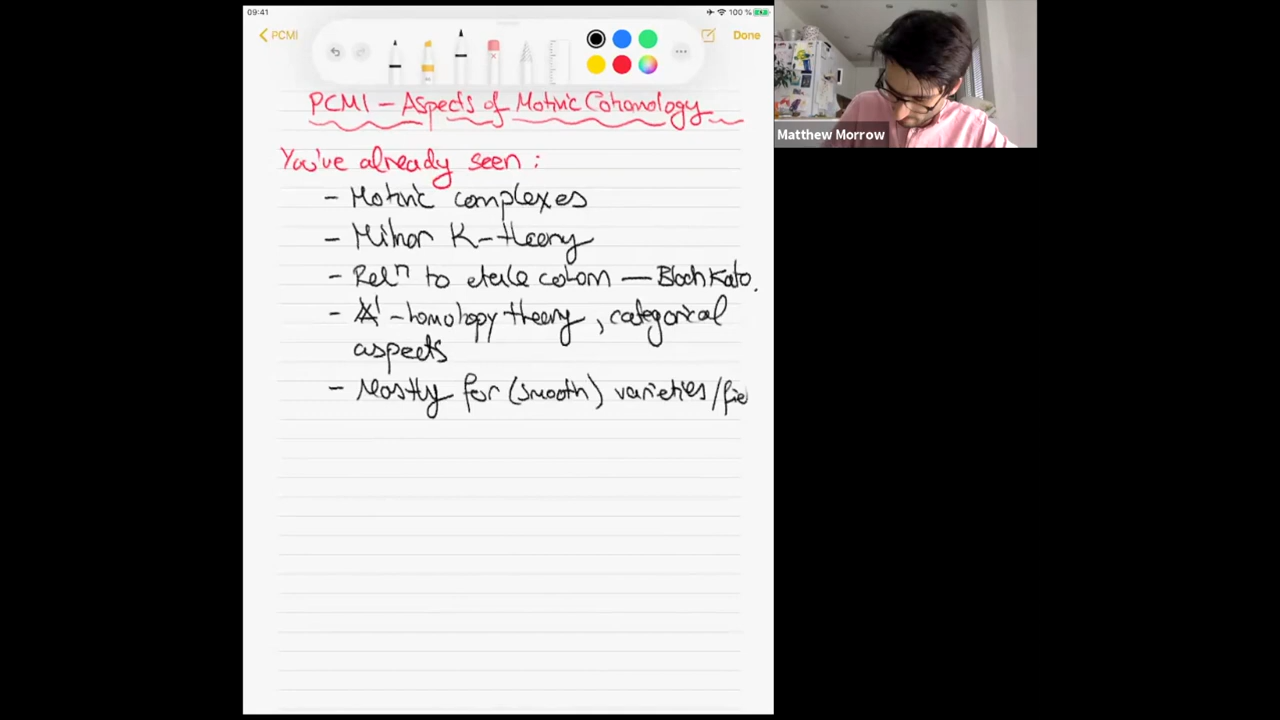 09:41
100 %
PCMI
Done
PCMI - Aspects of Motivic Cohomology
You've already seen :
- Motivic complexes
- Milnor K-theory
- Relⁿ to etale cohom — Bloch Kato.
- A¹-homotopy theory, categorical
aspects
- Mostly for (smooth) varieties/fie
Matthew Morrow